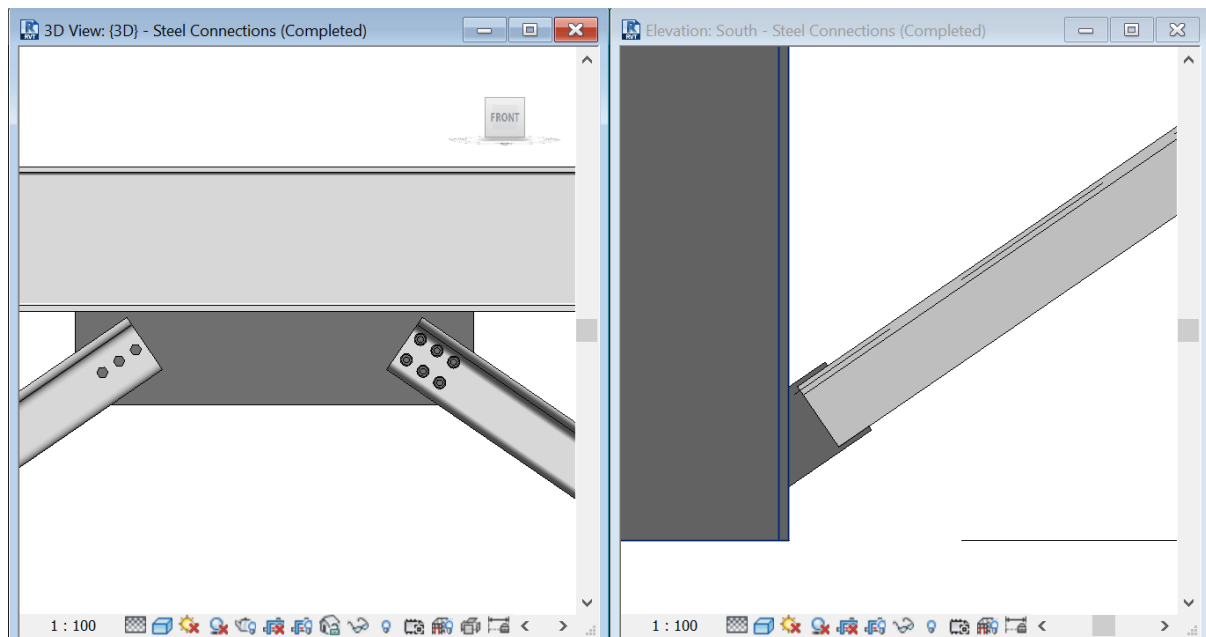 3D View: {3D} - Steel Connections (Completed)
Elevation: South - Steel Connections (Completed)
FRONT
1 : 100
1 : 100